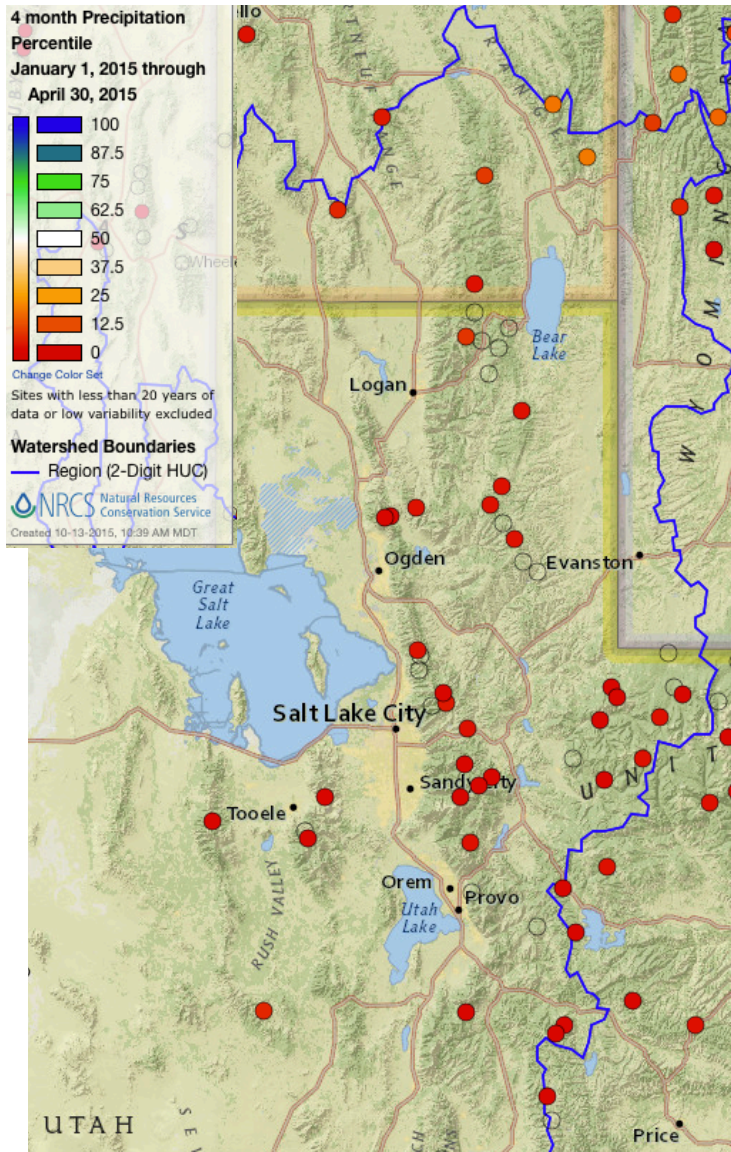 4 month Precipitation
Percentile
January 1, 2015 through
April 30, 2015
100
87.5
75
62.5
50
37.5
25
12.5
0
Change Color Set
Sites with less than 20 years of
data or low variability excluded
Watershed Boundaries
Region (2-Digit HUC)
NRCS Natural Resources
Conservation Service
Created 10-13-2015, 10:39 AM MDT
RANGE
WYOMING
Bear
Lake
Logan
Ogden
Evanston
Great
Salt
Lake
Salt Lake City
Sandy City
UNIT
Tooele
RUSH VALLEY
Orem
Provo
Utah
Lake
UTAH
Price